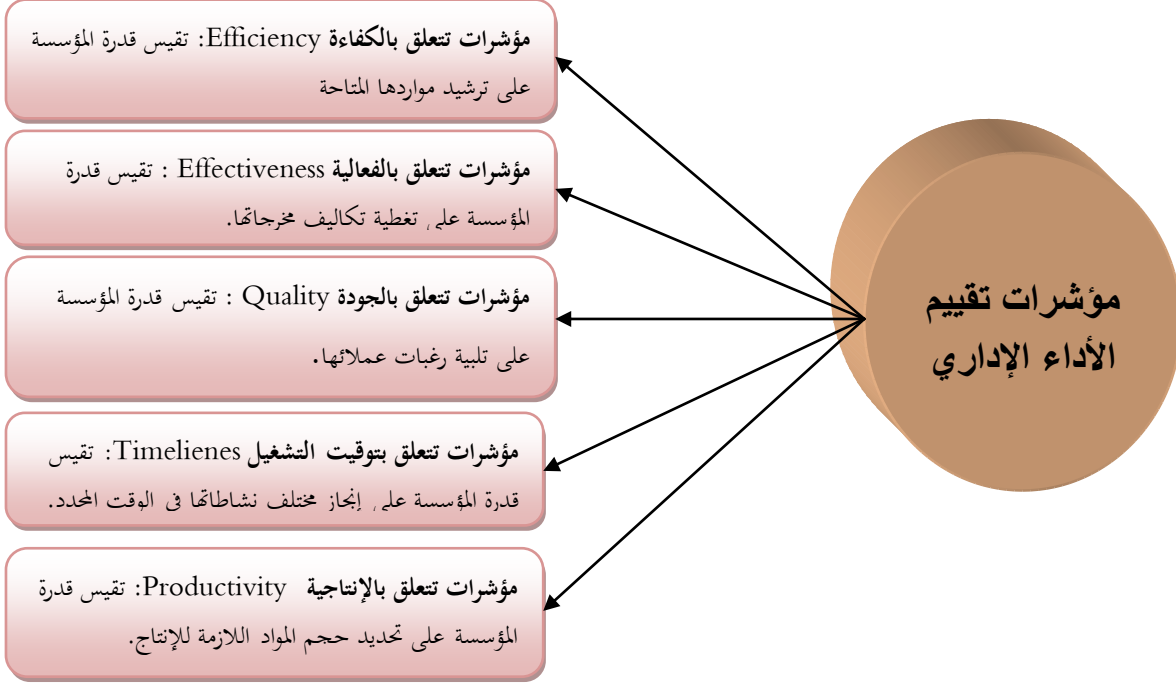 مؤشرات تتعلق بالكفاءة Efficiency: تقيس قدرة المؤسسة
على ترشيد مواردها المتاحة
مؤشرات تتعلق بالفعالية Effectiveness : تقيس قدرة
المؤسسة على تغطية تكاليف مخرجاتها.
مؤشرات تتعلق بالجودة Quality : تقيس قدرة المؤسسة
على تلبية رغبات عملائها.
مؤشرات تتعلق بتوقيت التشغيل Timelienes: تقيس
قدرة المؤسسة على إنجاز مختلف نشاطاتها في الوقت المحدد.
مؤشرات تتعلق بالإنتاجية Productivity: تقيس قدرة
المؤسسة على تحديد حجم المواد اللازمة للإنتاج.
مؤشرات تقييم
الأداء الإداري